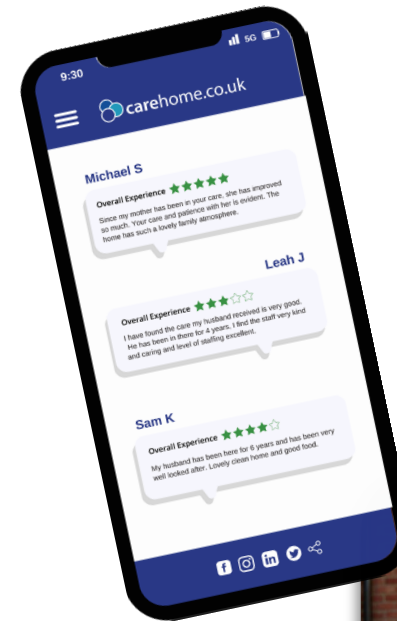 9:30
5G
carehome.co.uk
Michael S
Overall Experience
Since my mother has been in your care, she has improved
so much. Your care and patience with her is evident. The
home has such a lovely family atmosphere.
Leah J
Overall Experience
I have found the care my husband received is very good.
He has been in there for 4 years. I find the staff very kind
and caring and level of staffing excellent.
Sam K
Overall Experience
My husband has been here for 6 years and has been very
well looked after. Lovely clean home and good food.